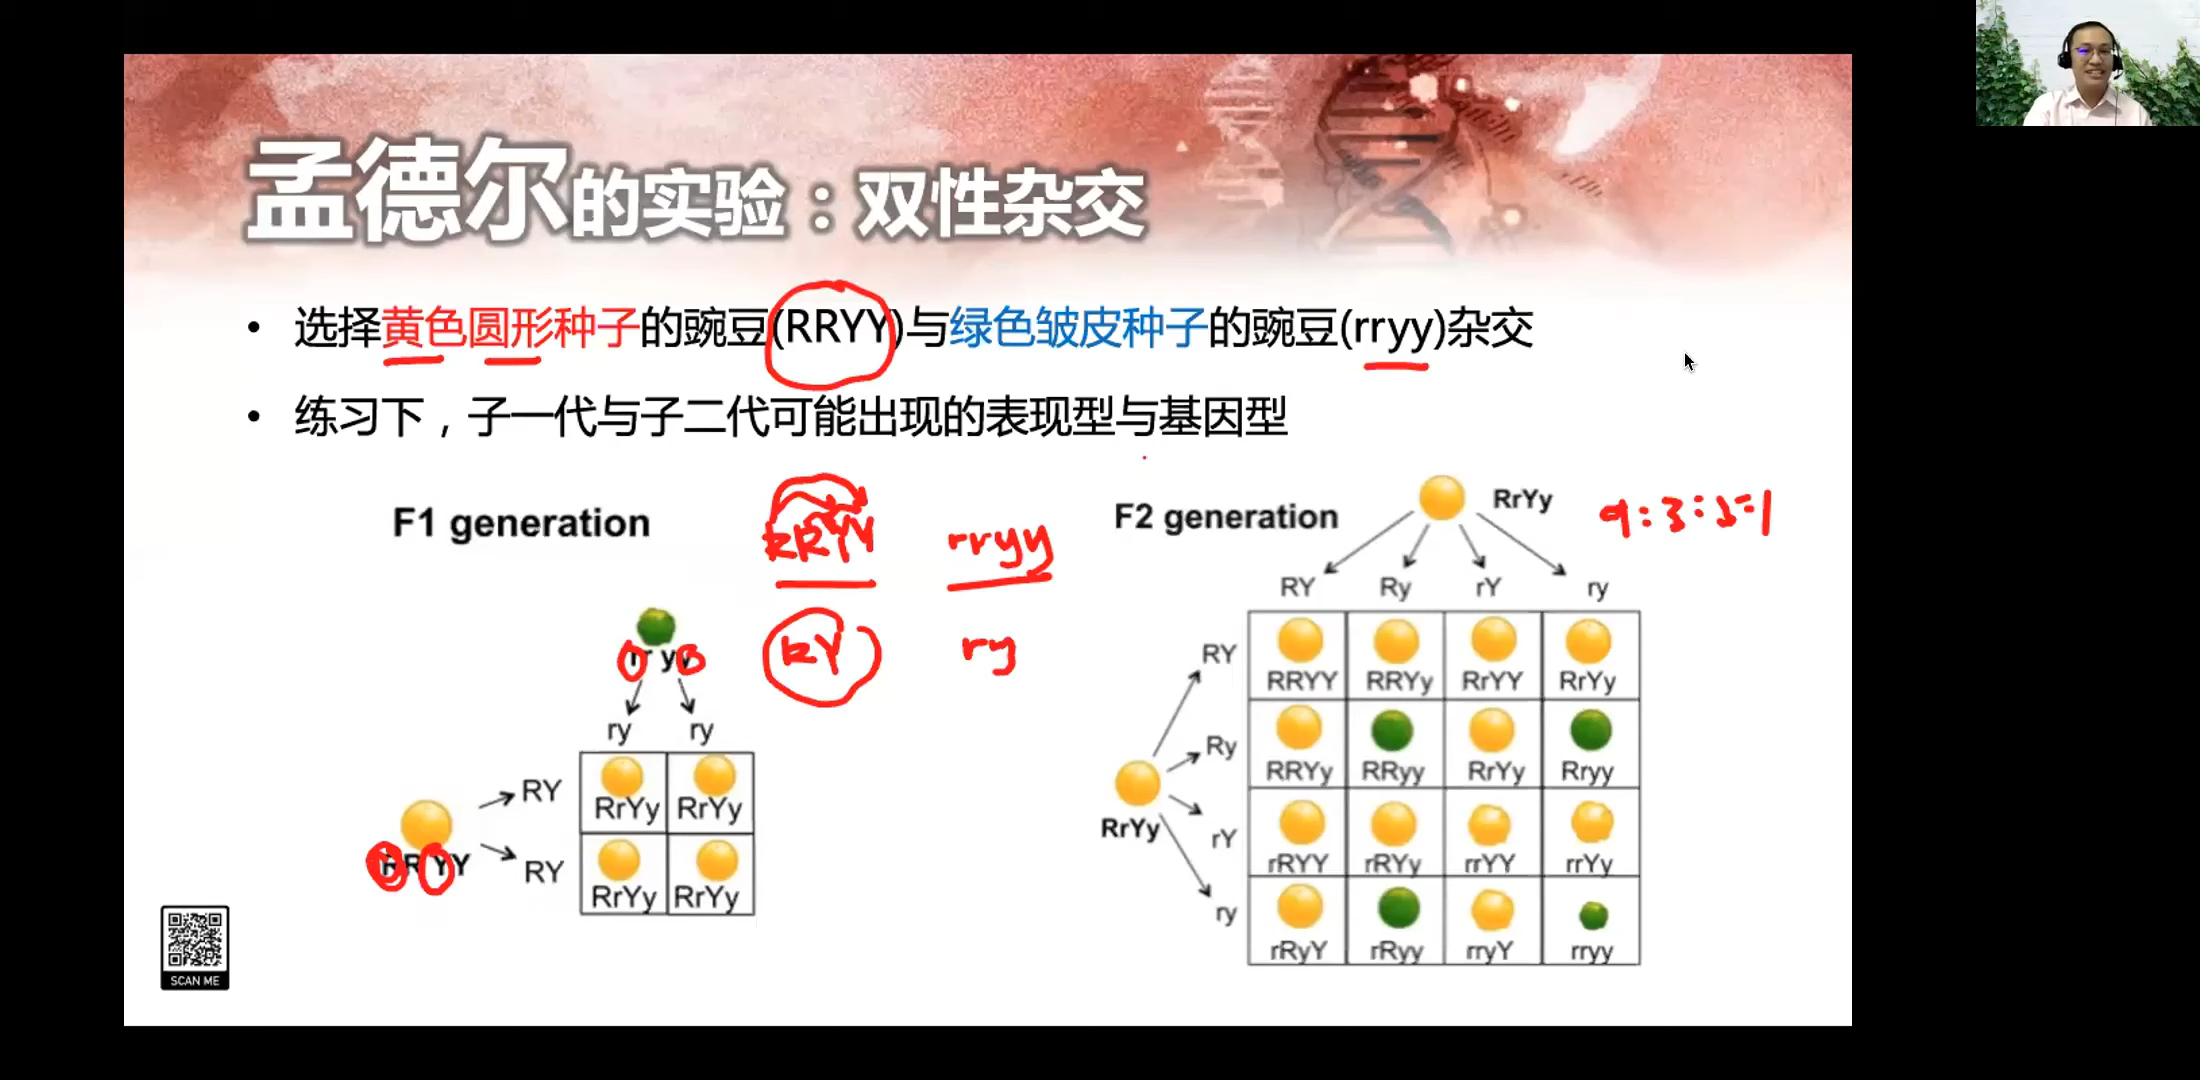 孟德尔的实验：双性杂交
• 选择黄色圆形种子的豌豆(RRYY)与绿色皱皮种子的豌豆(rryy)杂交
• 练习下，子一代与子二代可能出现的表现型与基因型
F1 generation
RRYY rryy
RY ry
rr yy
ry ry
RY RrYy RrYy
RRYY
RY RrYy RrYy
F2 generation
RrYy
9:3:3:1
RY Ry rY ry
RY RRYY RRYy RrYY RrYy
Ry RRYy RRyy RrYy Rryy
RrYy
rY rRYY rRYy rrYY rrYy
ry rRyY rRyy rryY rryy
SCAN ME